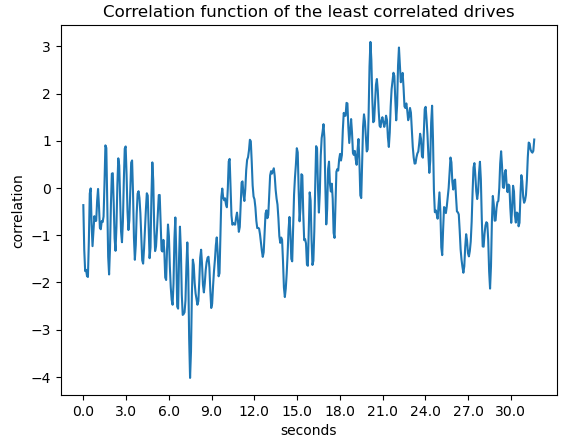 Correlation function of the least correlated drives
3
2
1
0
−1
−2
−3
−4
correlation
0.0 3.0 6.0 9.0 12.0 15.0 18.0 21.0 24.0 27.0 30.0
seconds